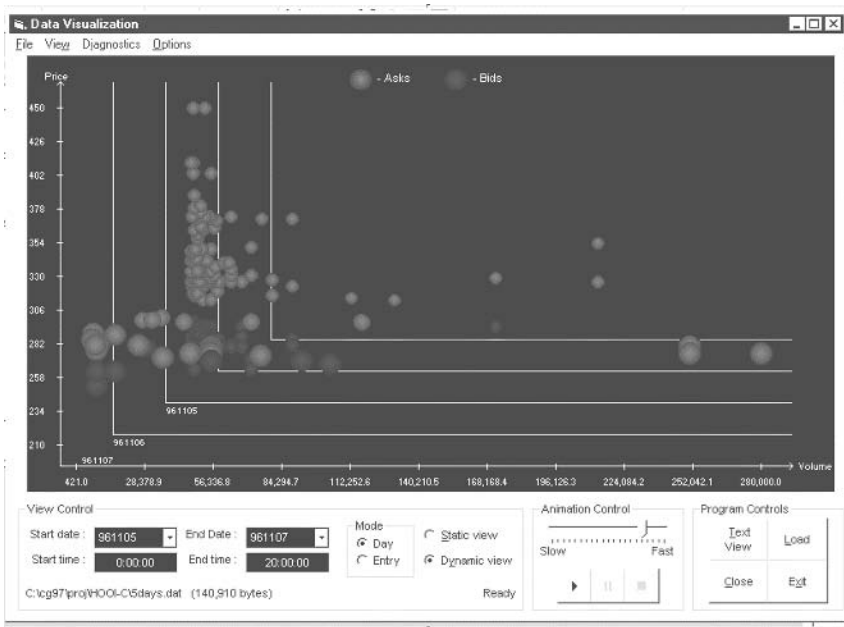 Data Visualization
File View Djagnostics Options
Price
- Asks - Bids
450
426
402
378
354
330
306
282
258
234
210
961105
961106
961107
Volume
421.0 28,378.9 56,336.8 84,294.7 112,252.6 140,210.5 168,168.4 196,126.3 224,084.2 252,042.1 280,000.0
View Control
Start date : 961105 End Date : 961107
Start time : 0:00:00 End time : 20:00:00
Mode
Day
Entry
Static view
Dynamic view
C:\cg97\proj\HOOI-C\5days.dat (140,910 bytes) Ready
Animation Control
Slow Fast
Program Controls
Text View Load
Close Exit